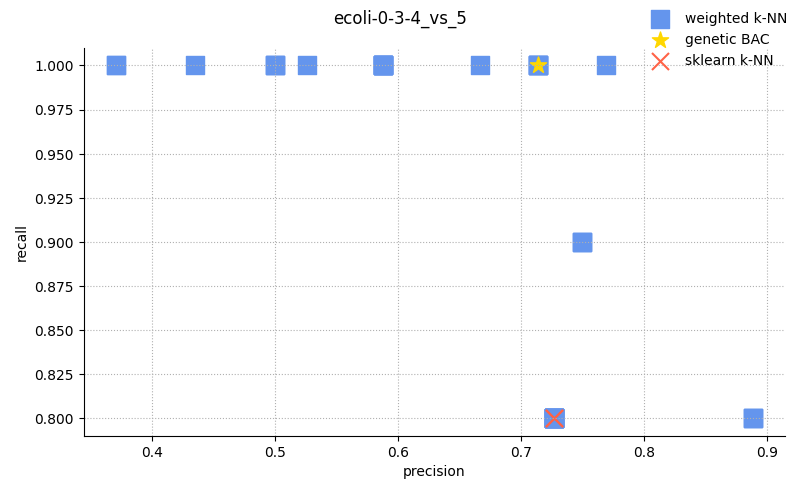 ecoli-0-3-4_vs_5
weighted k-NN
genetic BAC
sklearn k-NN
1.000
0.975
0.950
0.925
0.900
0.875
0.850
0.825
0.800
recall
0.4 0.5 0.6 0.7 0.8 0.9
precision